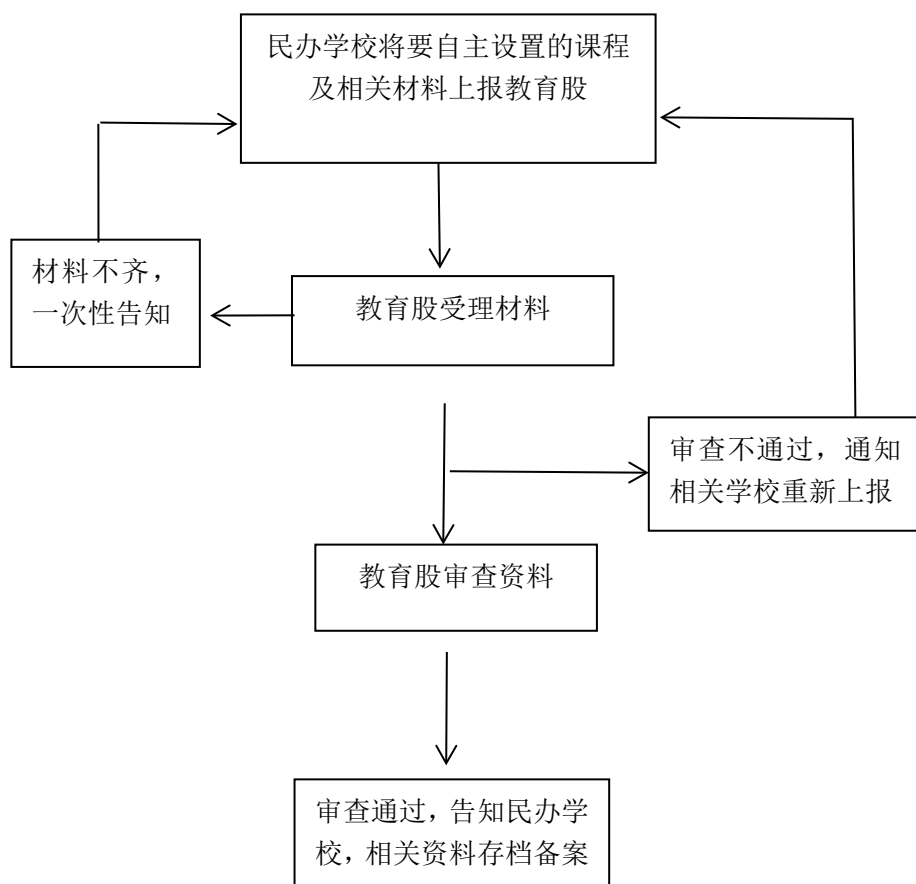 民办学校将要自主设置的课程
及相关材料上报教育股
材料不齐，
一次性告知
教育股受理材料
审查不通过，通知
相关学校重新上报
教育股审查资料
审查通过，告知民办学
校，相关资料存档备案